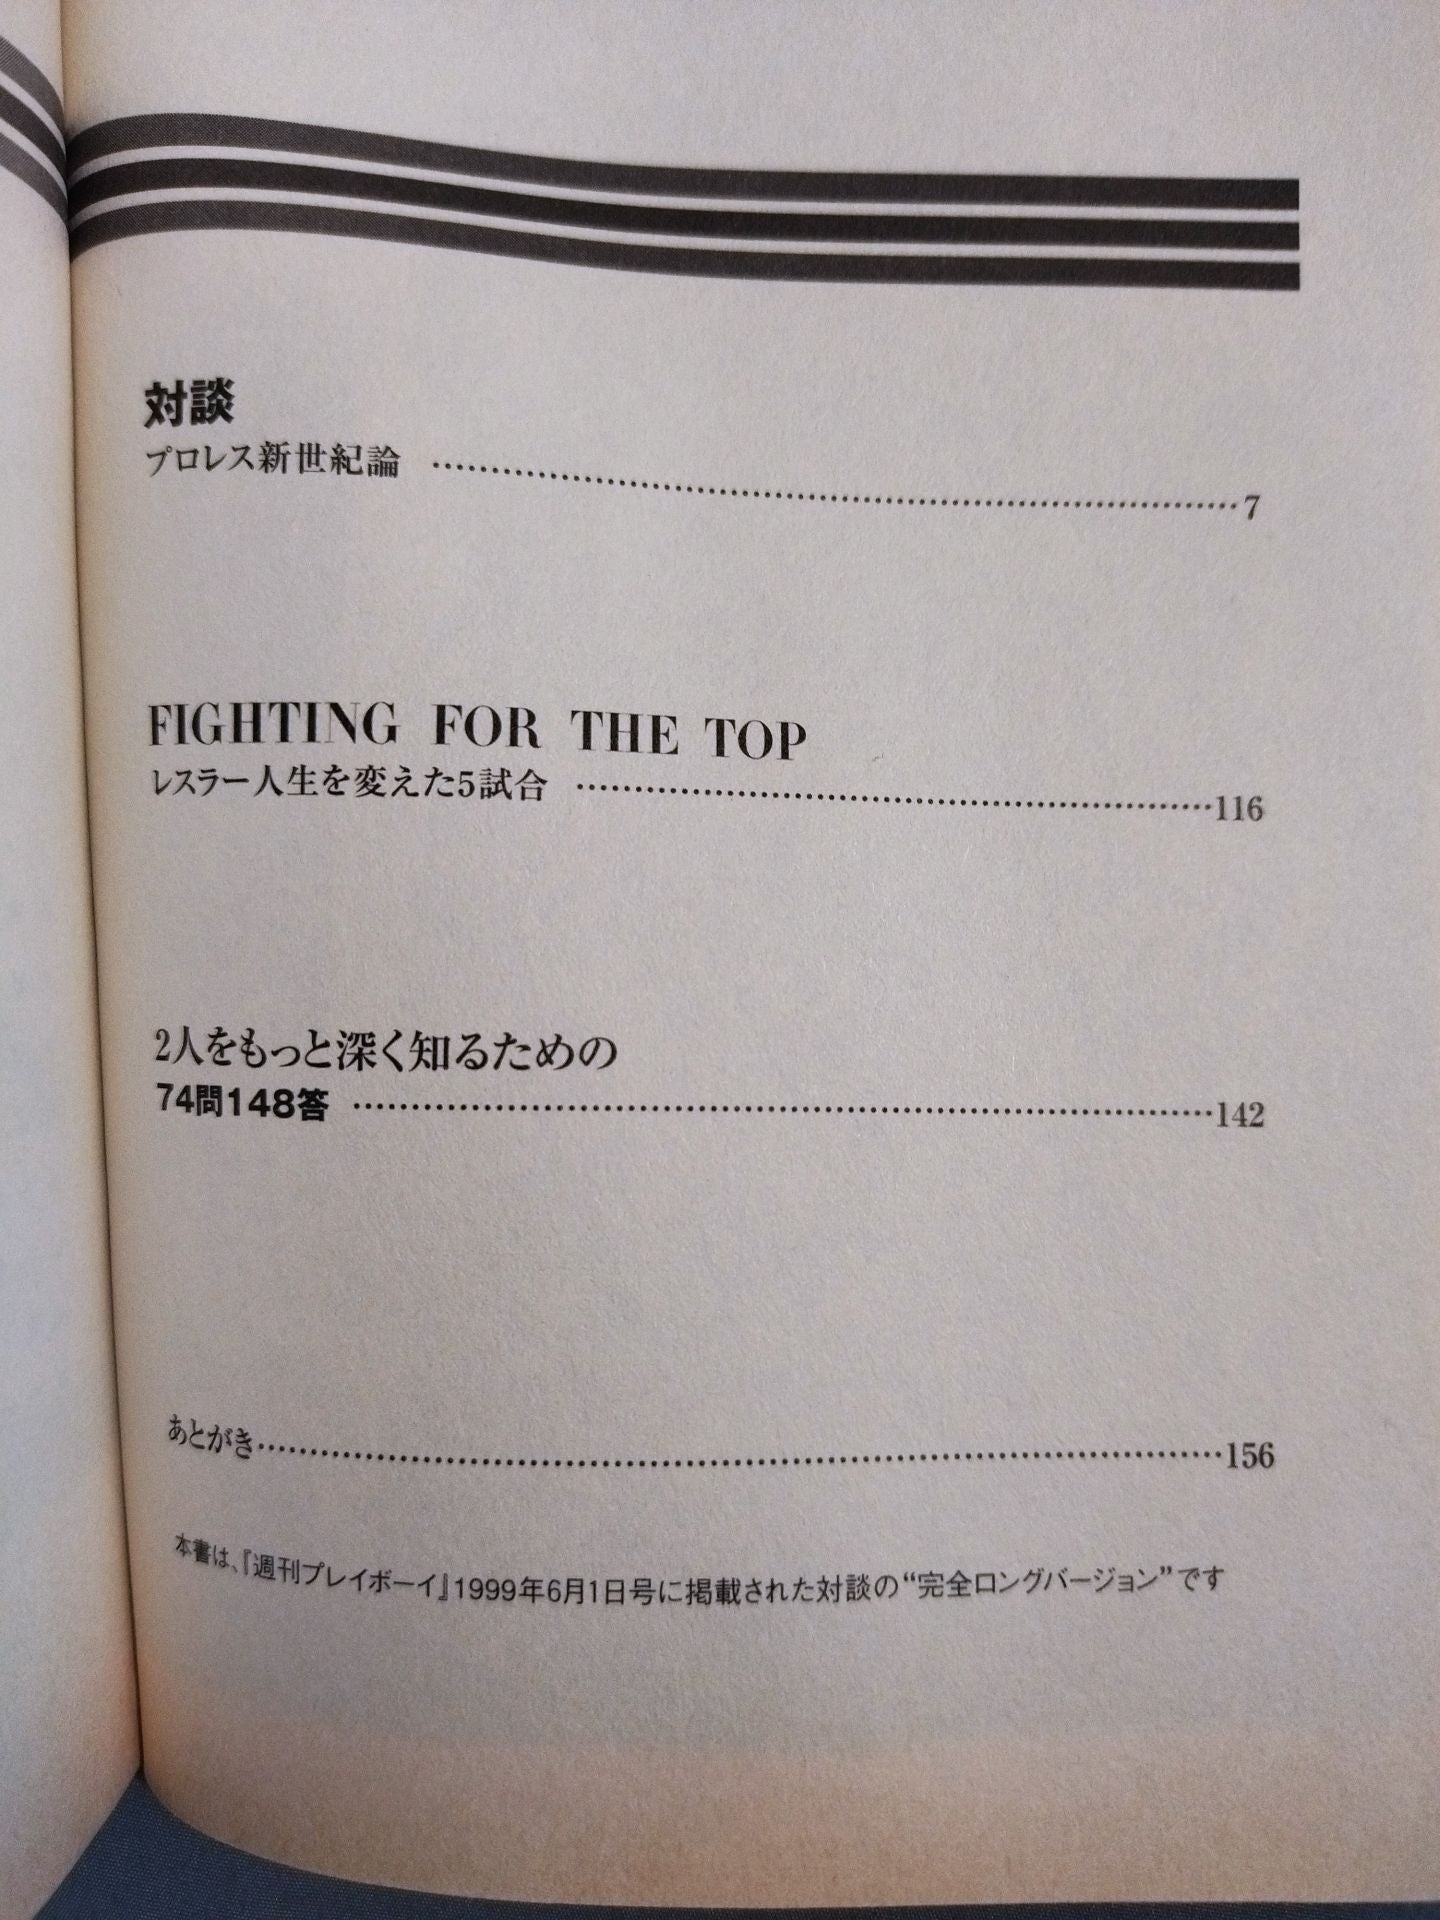 対談
プロレス新世紀論 ……………………………………………………7
FIGHTING FOR THE TOP
レスラー人生を変えた5試合 …………………………………………116
2人をもっと深く知るための
74問148答 ………………………………………………………142
あとがき………………………………………………………………156
本書は、『週刊プレイボーイ』1999年6月1日号に掲載された対談の“完全ロングバージョン”です